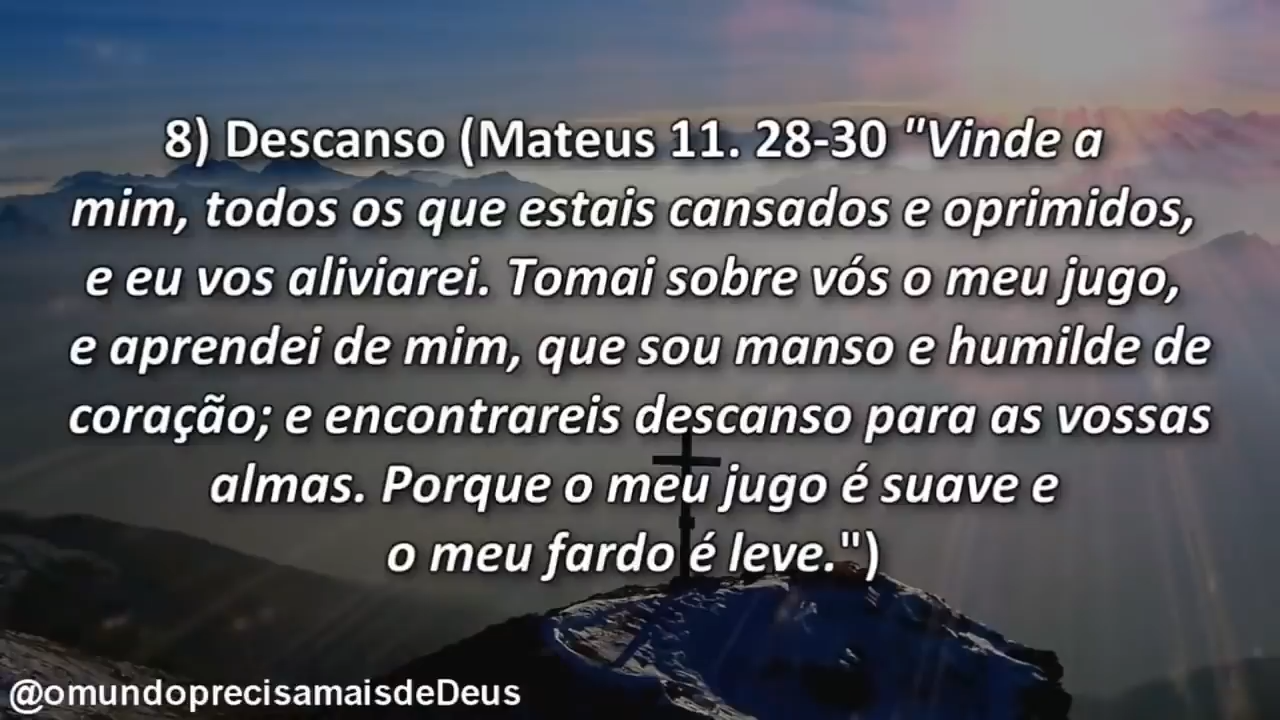 8) Descanso (Mateus 11. 28-30 "Vinde a
mim, todos os que estais cansados e oprimidos,
e eu vos aliviarei. Tomai sobre vós o meu jugo,
e aprendei de mim, que sou manso e humilde de
coração; e encontrareis descanso para as vossas
almas. Porque o meu jugo é suave e
o meu fardo é leve.")
@omundoprecisamaisdeDeus